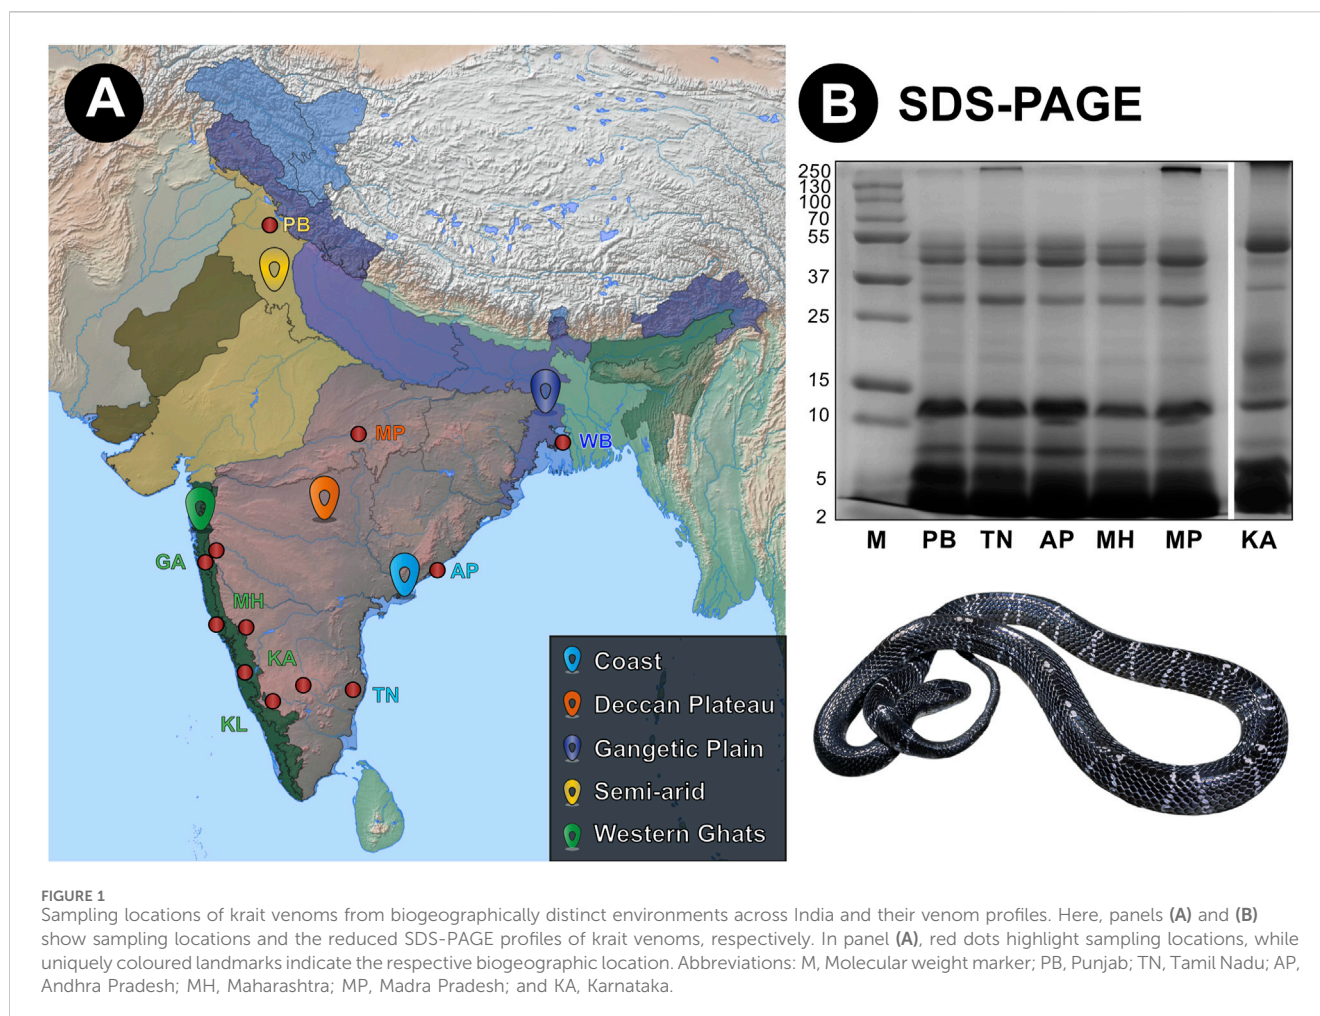 A
PB
MP
WB
GA
AP
MH
KA
TN
KL
Coast
Deccan Plateau
Gangetic Plain
Semi-arid
Western Ghats
B SDS-PAGE
250
130
100
70
55
37
25
15
10
5
2
M PB TN AP MH MP KA
FIGURE 1
Sampling locations of krait venoms from biogeographically distinct environments across India and their venom profiles. Here, panels (A) and (B)
show sampling locations and the reduced SDS-PAGE profiles of krait venoms, respectively. In panel (A), red dots highlight sampling locations, while
uniquely coloured landmarks indicate the respective biogeographic location. Abbreviations: M, Molecular weight marker; PB, Punjab; TN, Tamil Nadu; AP,
Andhra Pradesh; MH, Maharashtra; MP, Madra Pradesh; and KA, Karnataka.